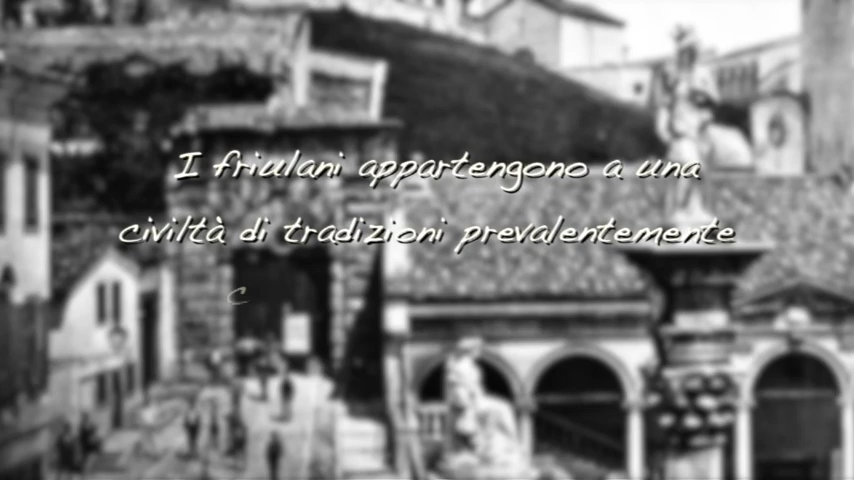 I friulani appartengono a una
civiltà di tradizioni prevalentemente
c